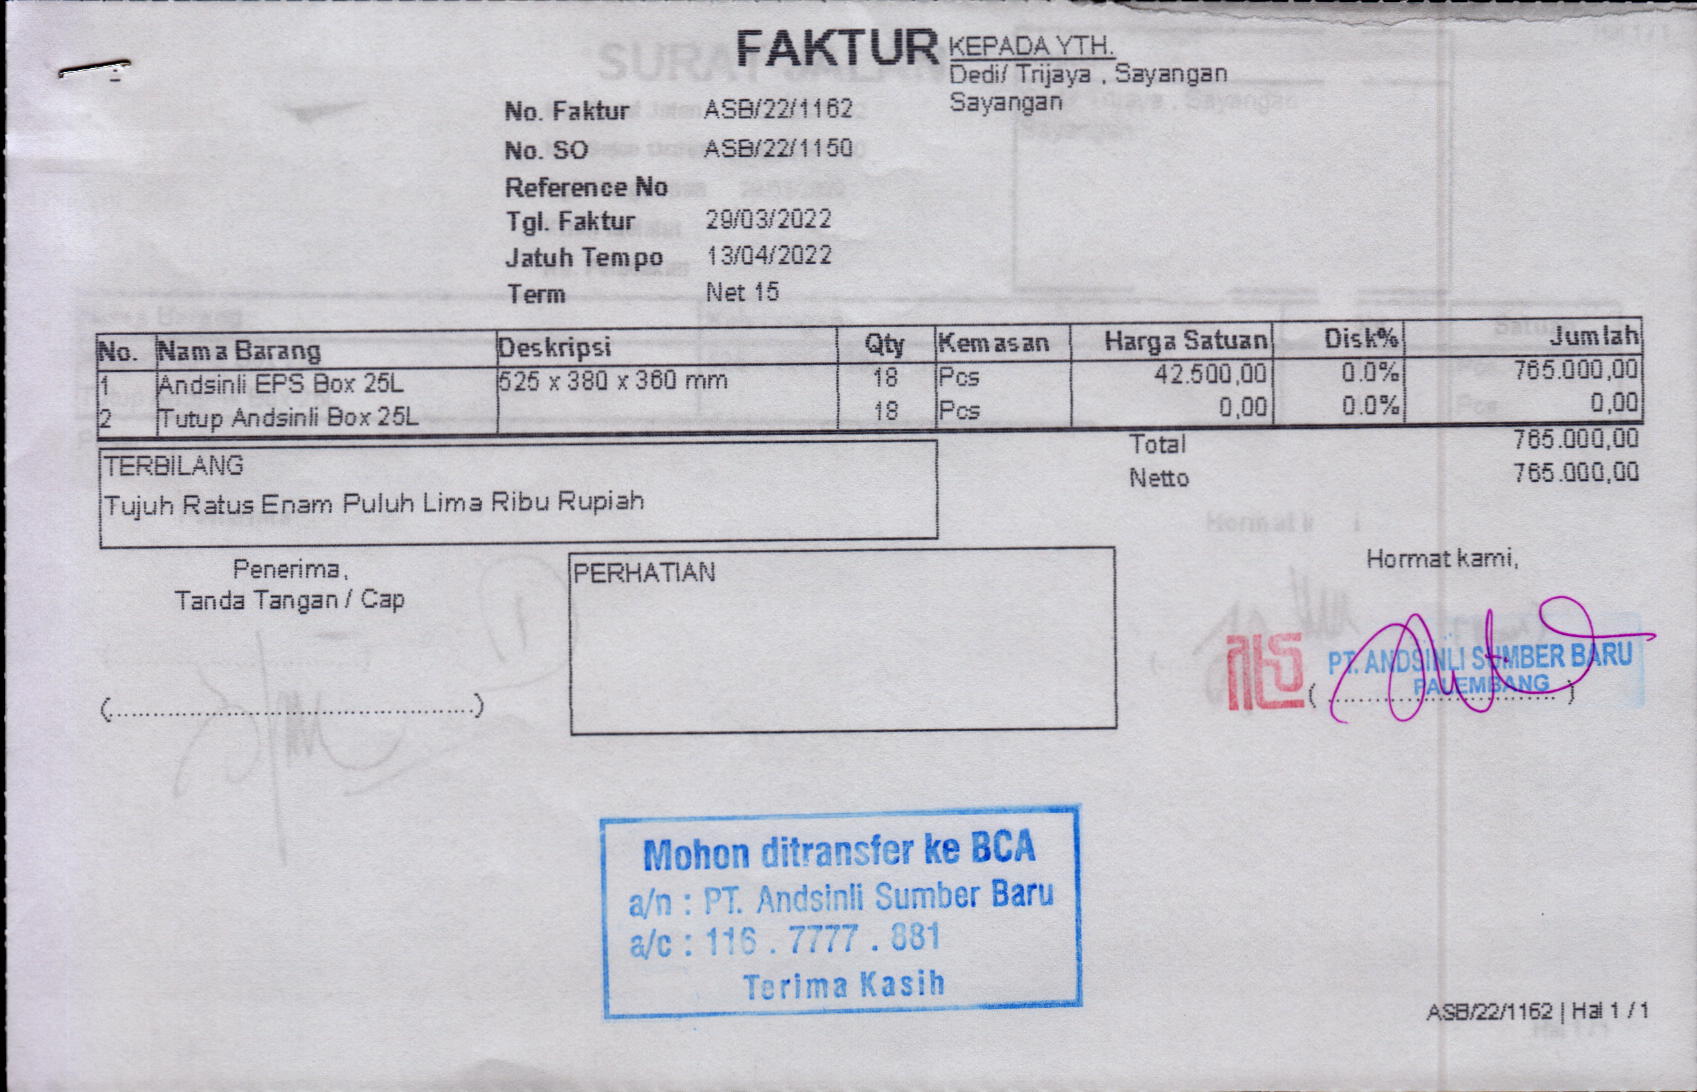 FAKTUR
KEPADA YTH.
Dedi/ Trijaya , Sayangan
Sayangan
No. Faktur ASB/22/1162
No. SO ASB/22/1150
Reference No
Tgl. Faktur 29/03/2022
Jatuh Tempo 13/04/2022
Term Net 15
No. Nama Barang Deskripsi Qty Kemasan Harga Satuan Disk% Jumlah
1 Andsinli EPS Box 25L 525 x 380 x 360 mm 18 Pcs 42.500,00 0.0% 765.000,00
2 Tutup Andsinli Box 25L 18 Pcs 0,00 0.0% 0,00
Total 765.000,00
Netto 765.000,00
TERBILANG
Tujuh Ratus Enam Puluh Lima Ribu Rupiah
Penerima,
Tanda Tangan / Cap
(................................................)
PERHATIAN
Hormat kami,
PT. ANDSINLI SUMBER BARU
PALEMBANG
(..............................)
Mohon ditransfer ke BCA
a/n : PT. Andsinli Sumber Baru
a/c : 116 . 7777 . 881
Terima Kasih
ASB/22/1162 | Hal 1 / 1